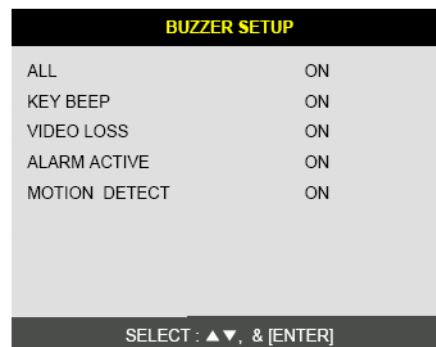 BUZZER SETUP
ALL ON
KEY BEEP ON
VIDEO LOSS ON
ALARM ACTIVE ON
MOTION DETECT ON
SELECT : ▲▼, & [ENTER]